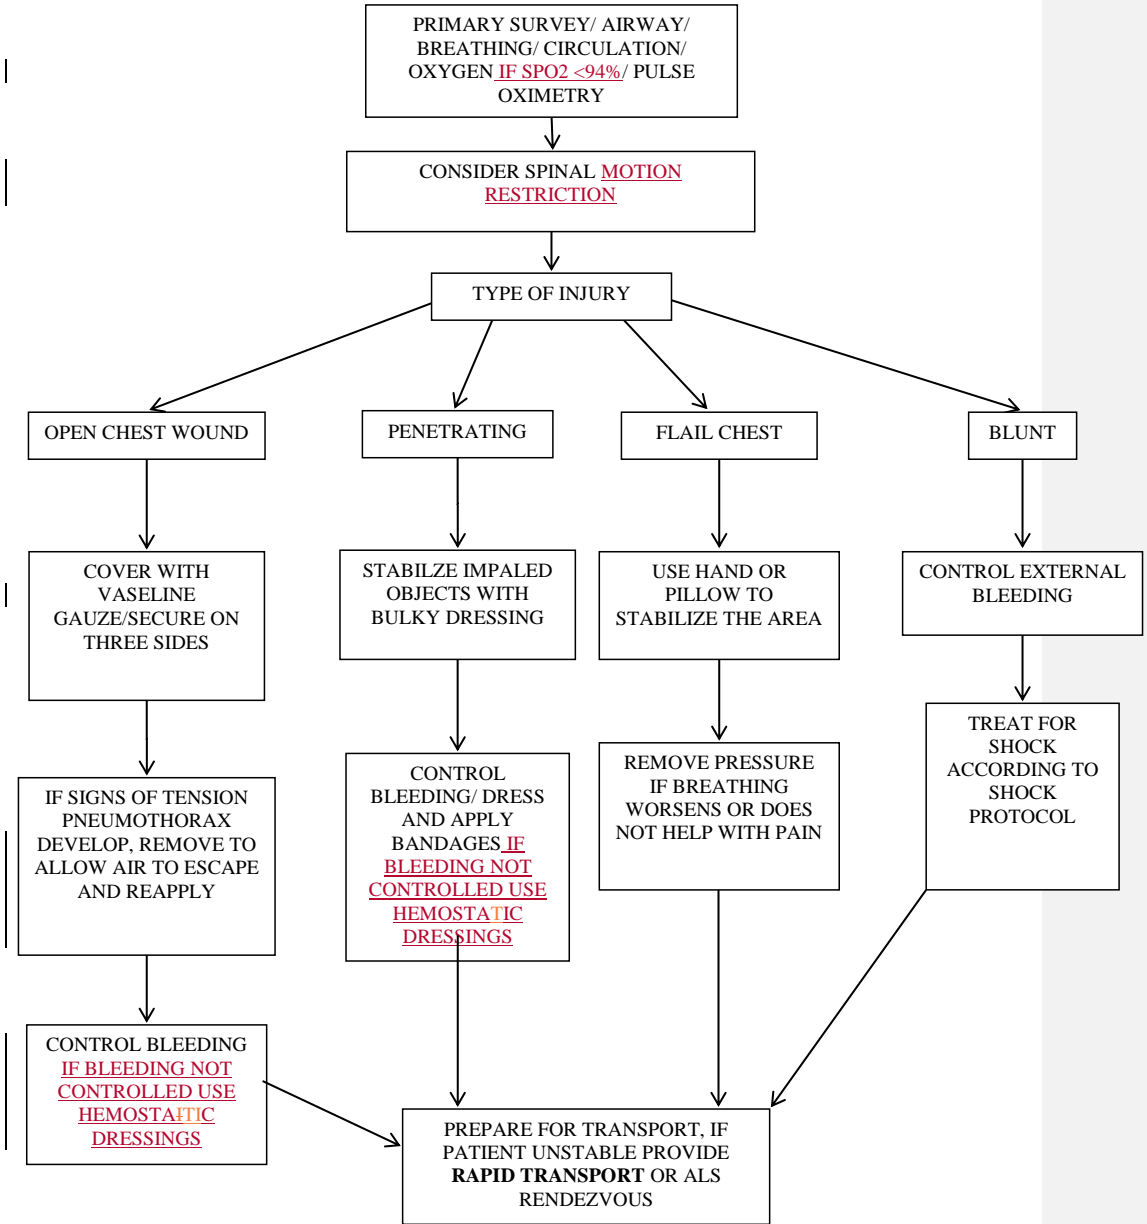 PRIMARY SURVEY/ AIRWAY/
BREATHING/ CIRCULATION/
OXYGEN IF SPO2 <94%/ PULSE
OXIMETRY
CONSIDER SPINAL MOTION
RESTRICTION
TYPE OF INJURY
OPEN CHEST WOUND
PENETRATING
FLAIL CHEST
BLUNT
COVER WITH
VASELINE
GAUZE/SECURE ON
THREE SIDES
STABILZE IMPALED
OBJECTS WITH
BULKY DRESSING
USE HAND OR
PILLOW TO
STABILIZE THE AREA
CONTROL EXTERNAL
BLEEDING
IF SIGNS OF TENSION
PNEUMOTHORAX
DEVELOP, REMOVE TO
ALLOW AIR TO ESCAPE
AND REAPPLY
CONTROL
BLEEDING/ DRESS
AND APPLY
BANDAGES IF
BLEEDING NOT
CONTROLLED USE
HEMOSTATIC
DRESSINGS
REMOVE PRESSURE
IF BREATHING
WORSENS OR DOES
NOT HELP WITH PAIN
TREAT FOR
SHOCK
ACCORDING TO
SHOCK
PROTOCOL
CONTROL BLEEDING
IF BLEEDING NOT
CONTROLLED USE
HEMOSTAITIC
DRESSINGS
PREPARE FOR TRANSPORT, IF
PATIENT UNSTABLE PROVIDE
RAPID TRANSPORT OR ALS
RENDEZVOUS